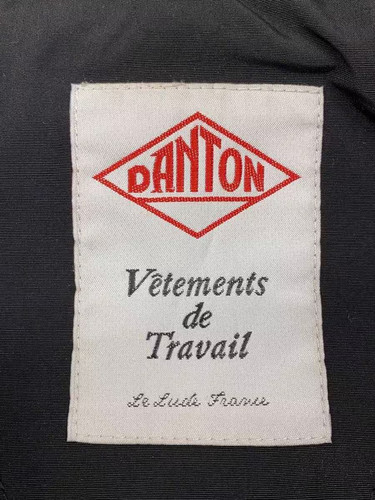 DANTON
Vêtements
de
Travail
Le Lude France